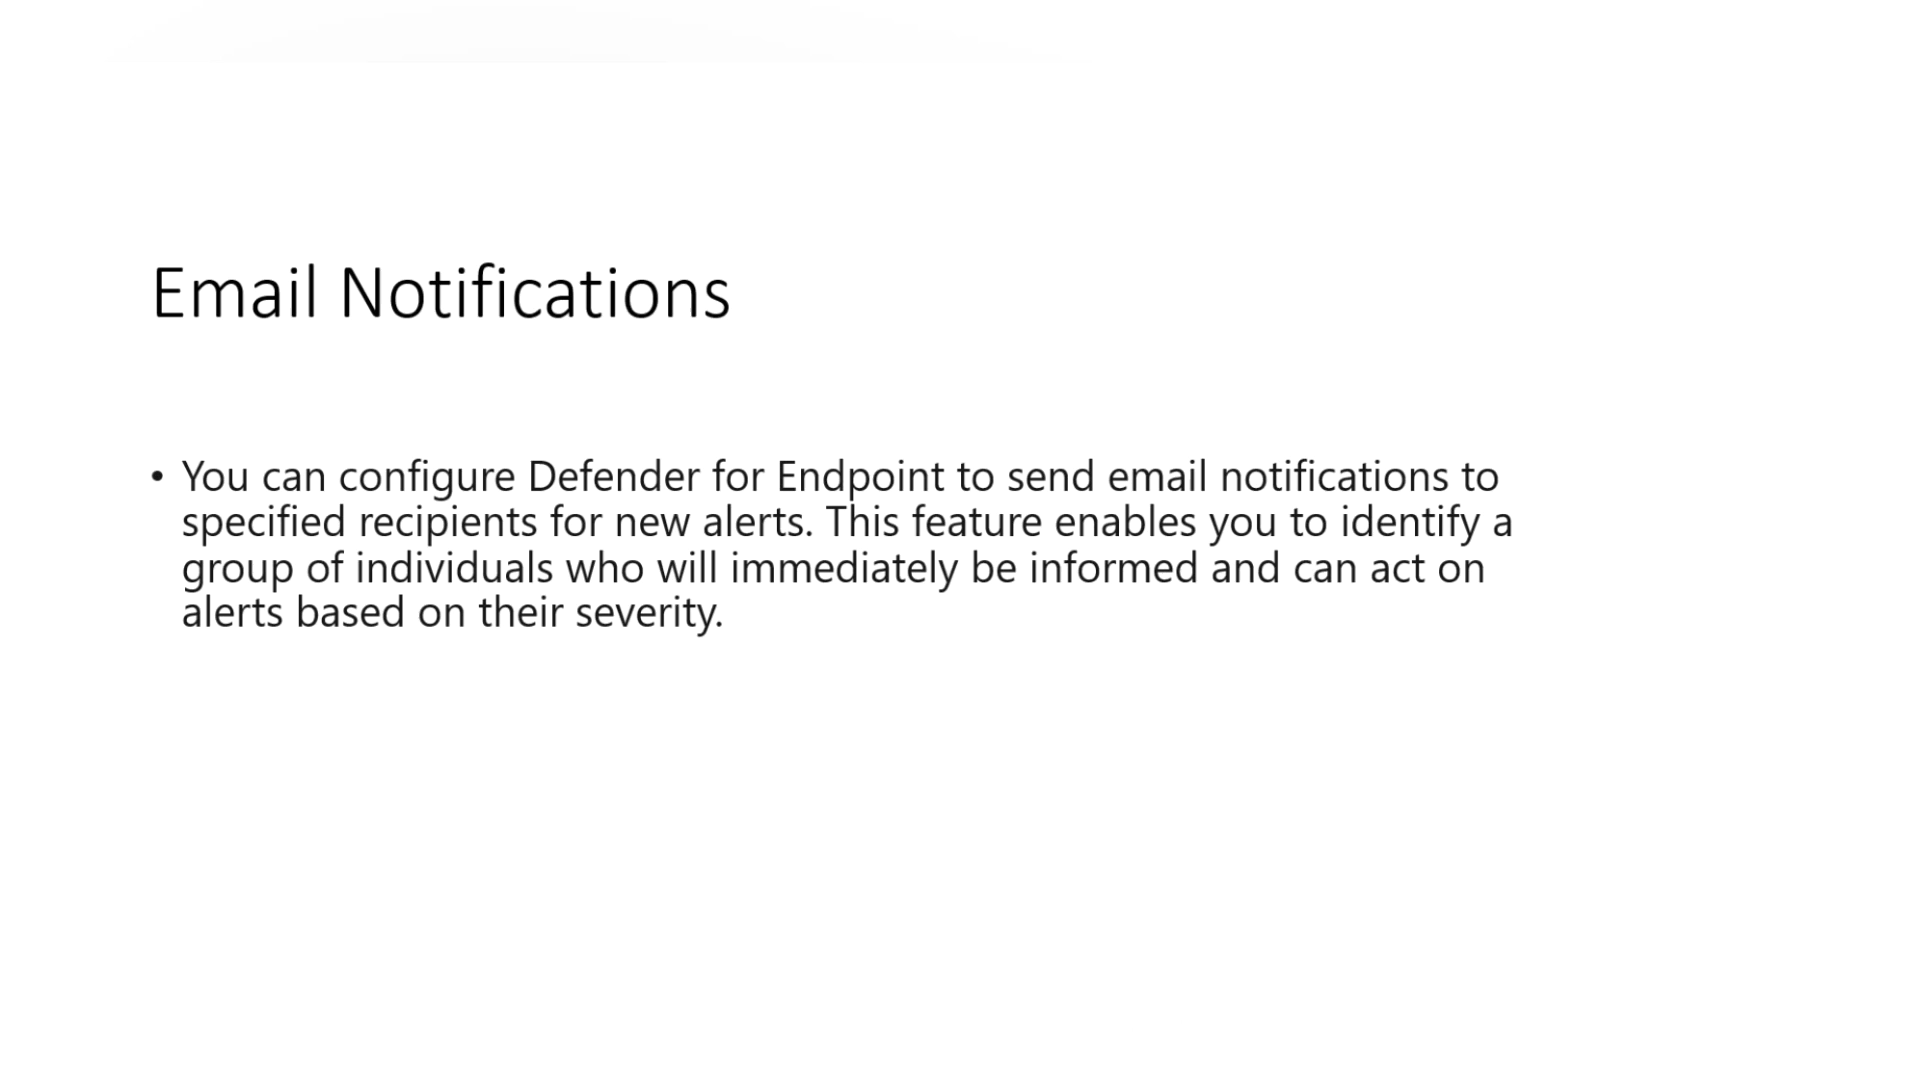 Email Notifications
• You can configure Defender for Endpoint to send email notifications to
specified recipients for new alerts. This feature enables you to identify a
group of individuals who will immediately be informed and can act on
alerts based on their severity.